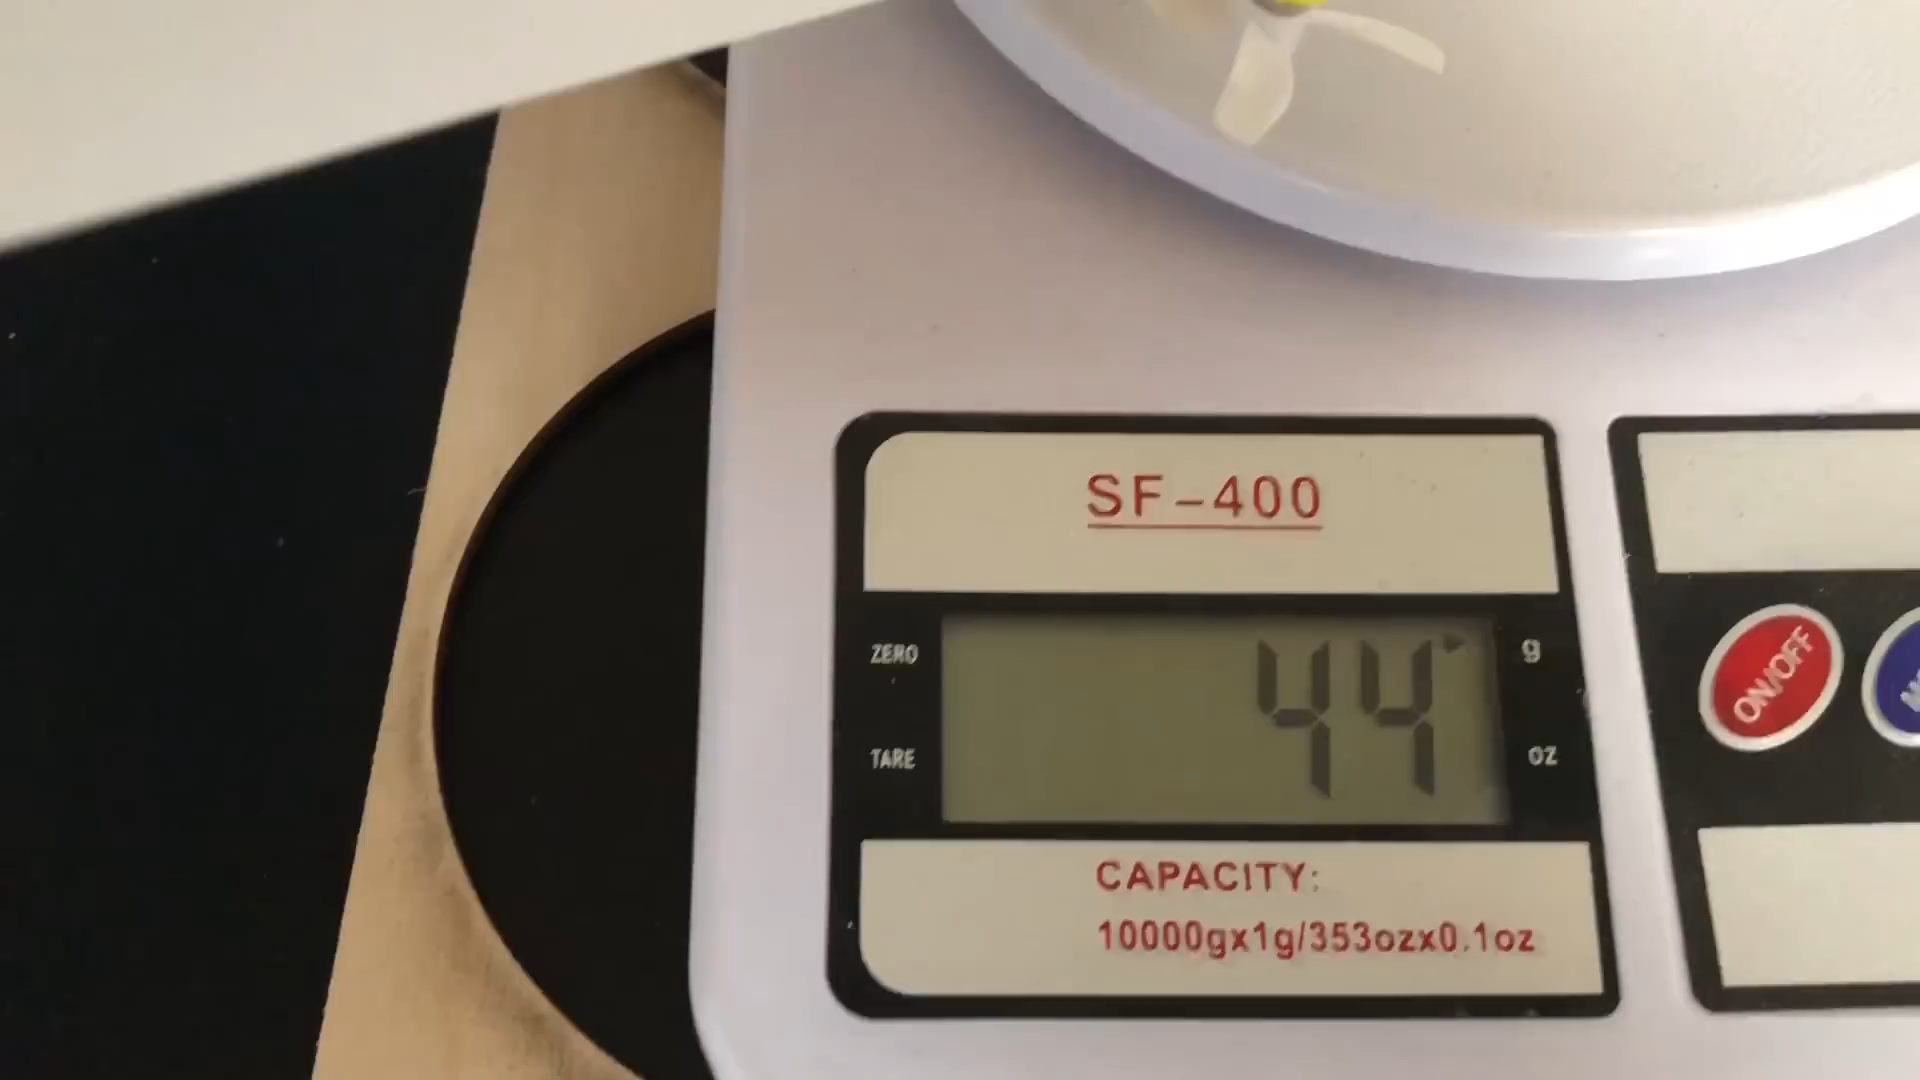 SF-400
ZERO
44
g
TARE
oz
CAPACITY:
10000gx1g/353ozx0.1oz
ON/OFF